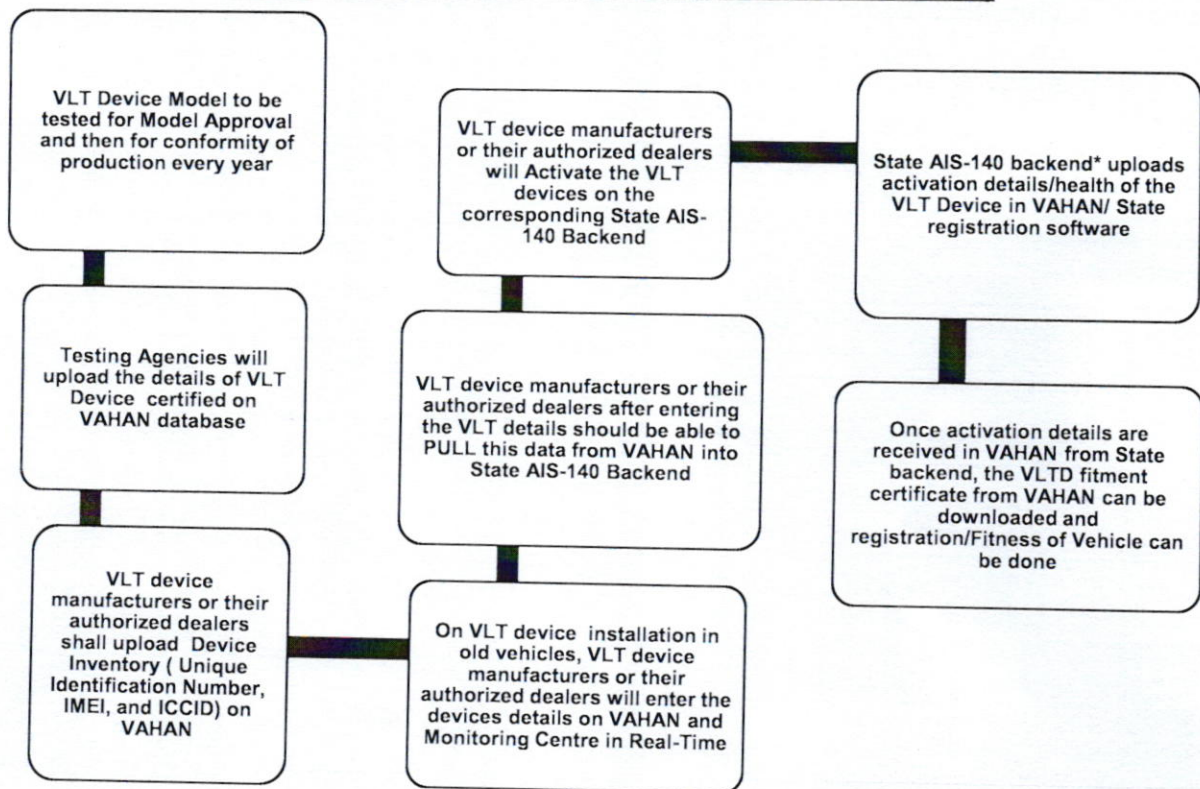 VLT Device Model to be
tested for Model Approval
and then for conformity of
production every year
Testing Agencies will
upload the details of VLT
Device certified on
VAHAN database
VLT device
manufacturers or their
authorized dealers
shall upload Device
Inventory ( Unique
Identification Number,
IMEI, and ICCID) on
VAHAN
On VLT device installation in
old vehicles, VLT device
manufacturers or their
authorized dealers will enter the
devices details on VAHAN and
Monitoring Centre in Real-Time
VLT device manufacturers or their
authorized dealers after entering
the VLT details should be able to
PULL this data from VAHAN into
State AIS-140 Backend
VLT device manufacturers
or their authorized dealers
will Activate the VLT
devices on the
corresponding State AIS-
140 Backend
State AIS-140 backend* uploads
activation details/health of the
VLT Device in VAHAN/ State
registration software
Once activation details are
received in VAHAN from State
backend, the VLTD fitment
certificate from VAHAN can be
downloaded and
registration/Fitness of Vehicle can
be done